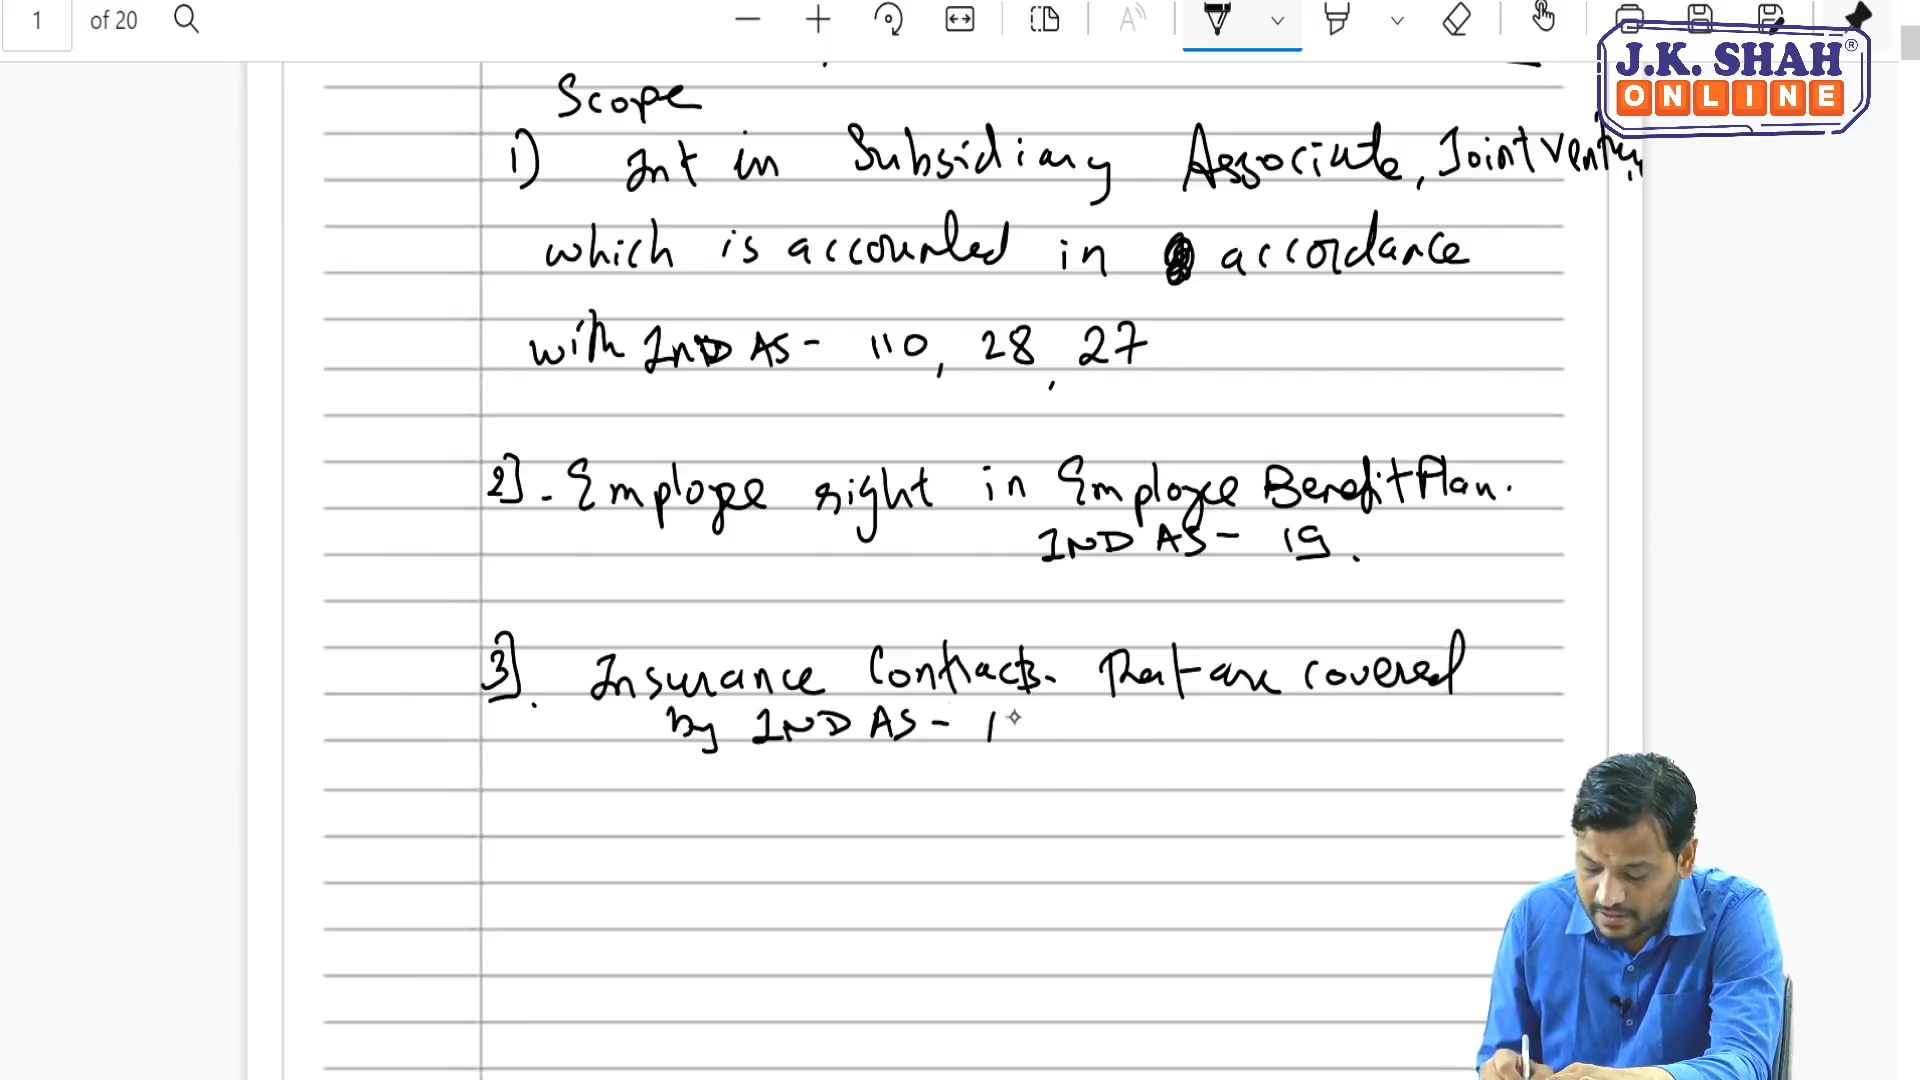 1 of 20
J.K. SHAH®
ONLINE
Scope
1) Int in Subsidiary Associate, Joint Venture,
which is accounted in accordance
with IND AS - 110, 28, 27
2]. Employee right in Employee Benefit Plan.
IND AS - 19.
3]. Insurance Contracts. That are covered
by IND AS - 1